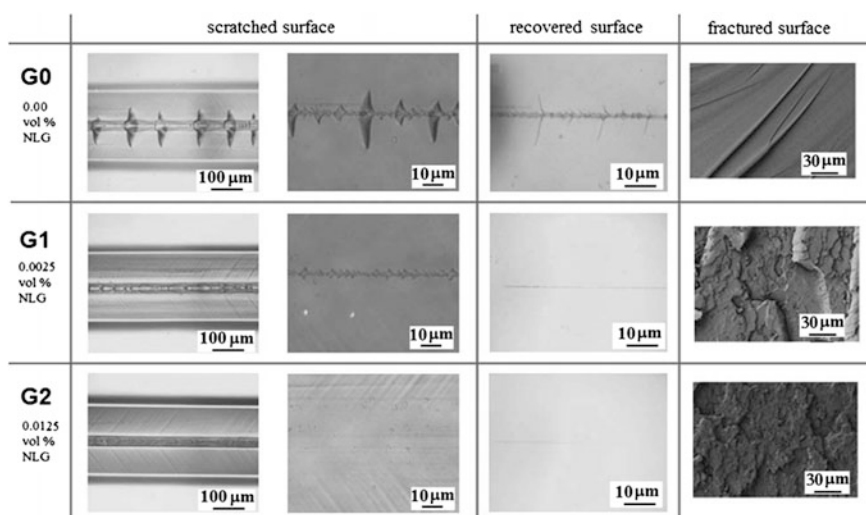 scratched surface
recovered surface
fractured surface
G0
0.00
vol %
NLG
100 µm
10 µm
10 µm
30 µm
G1
0.0025
vol %
NLG
100 µm
10 µm
10 µm
30 µm
G2
0.0125
vol %
NLG
100 µm
10 µm
10 µm
30 µm